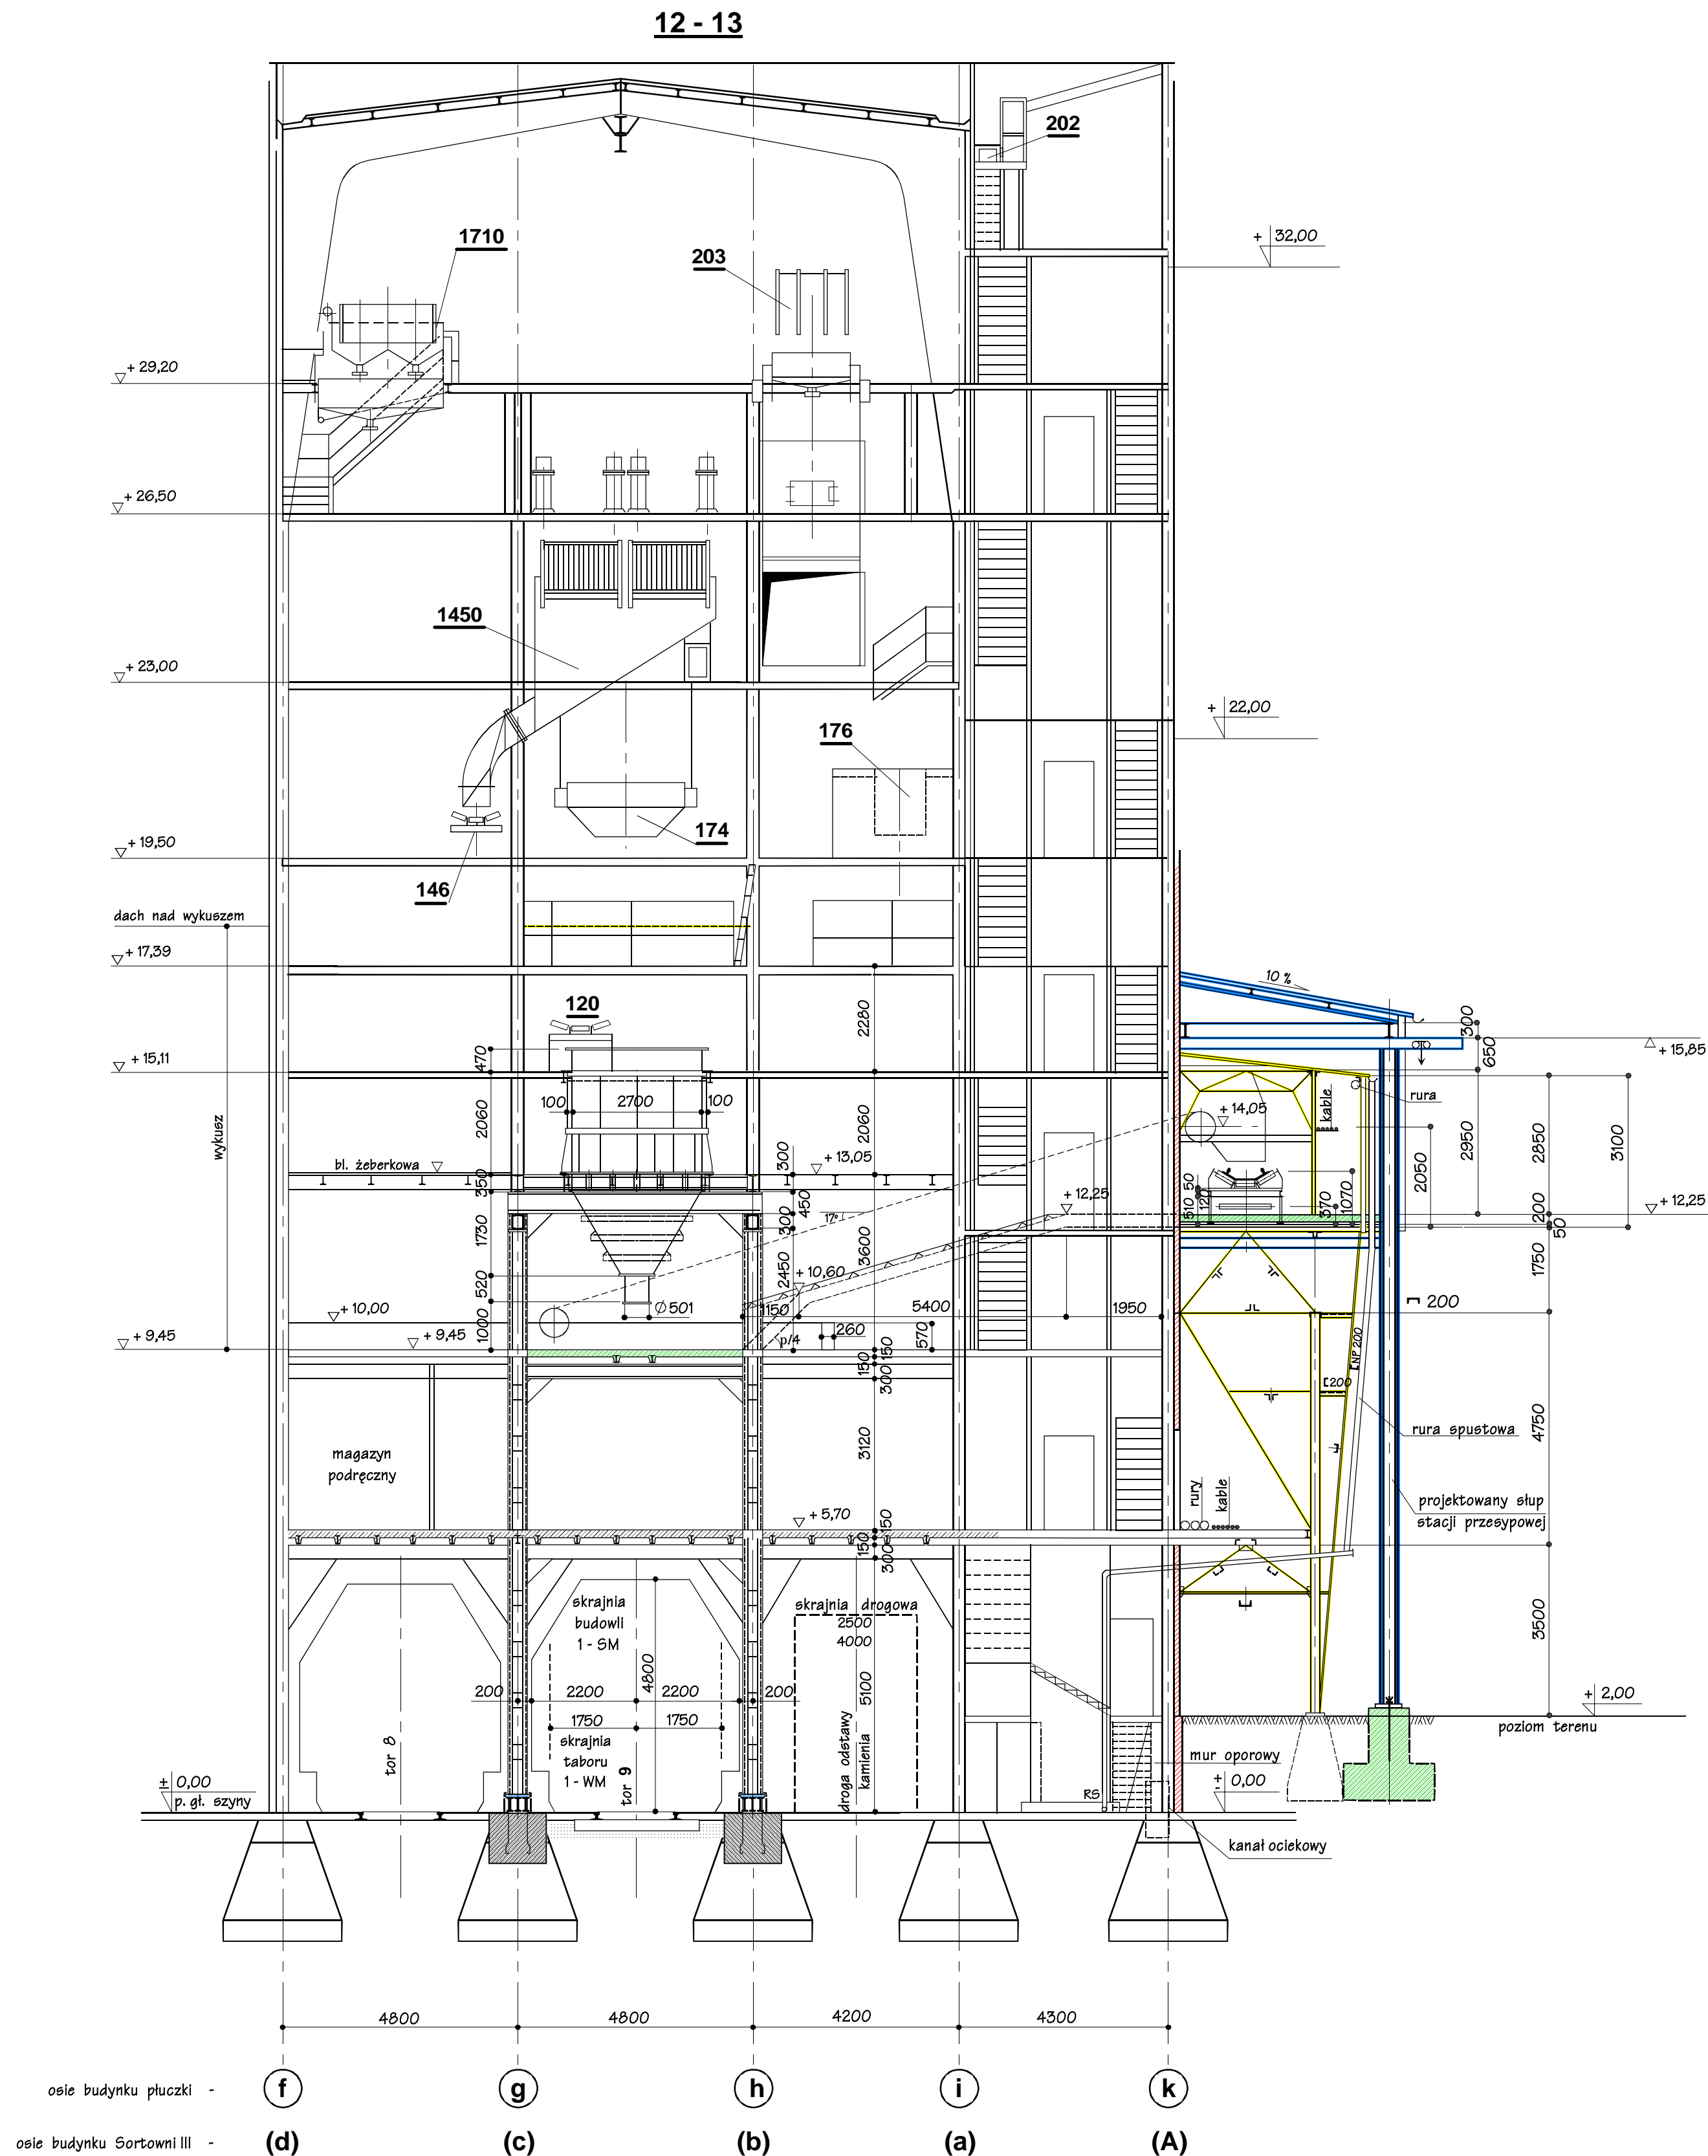 12 - 13
202
1710
203
+ 32,00
+ 29,20
+ 26,50
1450
+ 23,00
+ 22,00
176
174
+ 19,50
146
dach nad wykuszem
+ 17,39
10 %
120
2280
300
470
+ 15,11
650
+ 15,85
100
2700
100
rura
kable
+ 14,05
2060
2060
wykusz
2950
2850
3100
2050
bl. żeberkowa
300
+ 13,05
350
450
+ 12,25
510
50
120
370
1070
200
+ 12,25
50
17°
300
1730
3600
2450
1750
+ 10,60
520
200
+ 10,00
Ø 501
1150
5400
1950
1000
+ 9,45
+ 9,45
p/4
260
570
150
150
300
[NP 200
[200
4750
3120
rura spustowa
magazyn
podręczny
rury
kable
projektowany słup
stacji przesypowej
+ 5,70
150
150
300
skrajnia
budowli
1 - SM
skrajnia drogowa
2500
4000
3500
4800
5100
200
2200
2200
200
1750
1750
+ 2,00
poziom terenu
skrajnia
taboru
1 - WM
tor 8
tor 9
droga odstawy
kamienia
mur oporowy
± 0,00
p. gł. szyny
RS
± 0,00
kanał ociekowy
4800
4800
4200
4300
osie budynku płuczki -
f
g
h
i
k
osie budynku Sortowni III -
(d)
(c)
(b)
(a)
(A)